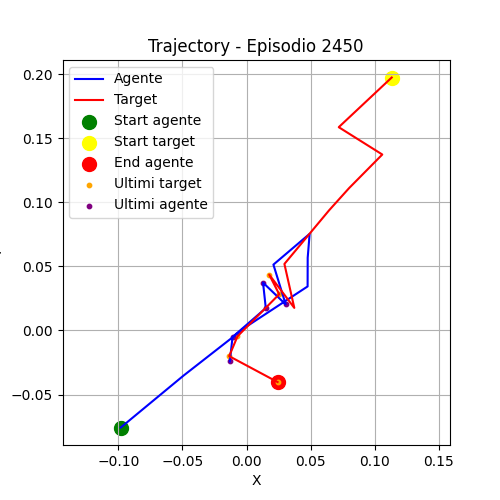 Trajectory - Episodio 2450
Agente
Target
Start agente
Start target
End agente
Ultimi target
Ultimi agente
0.20
0.15
0.10
0.05
0.00
−0.05
−0.10
−0.05
0.00
0.05
0.10
0.15
X